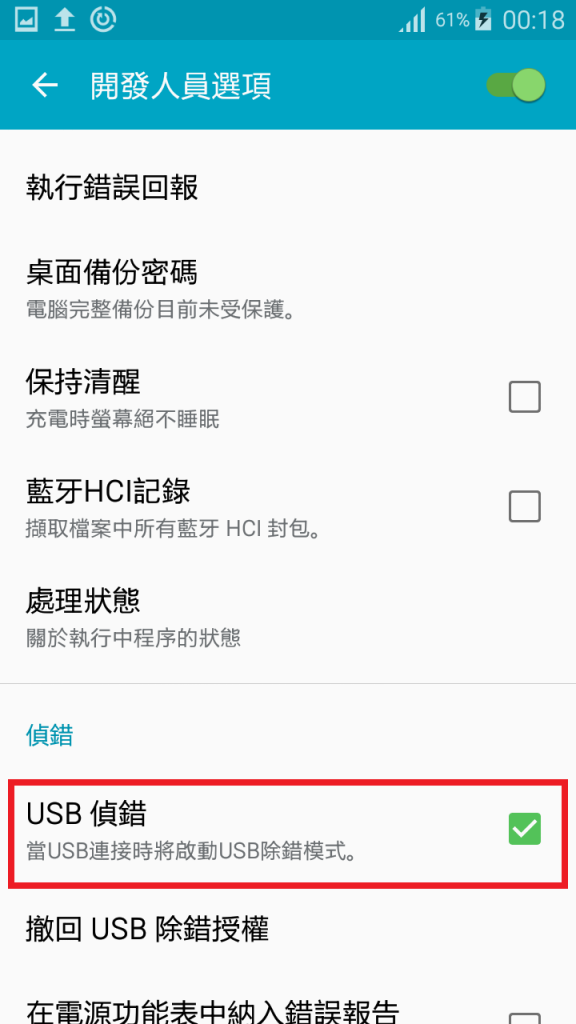 61% 00:18
開發人員選項
執行錯誤回報
桌面備份密碼
電腦完整備份目前未受保護。
保持清醒
充電時螢幕絕不睡眠
藍牙HCI記錄
擷取檔案中所有藍牙 HCI 封包。
處理狀態
關於執行中程序的狀態
偵錯
USB 偵錯
當USB連接時將啟動USB除錯模式。
撤回 USB 除錯授權
在電源功能表中納入錯誤報告